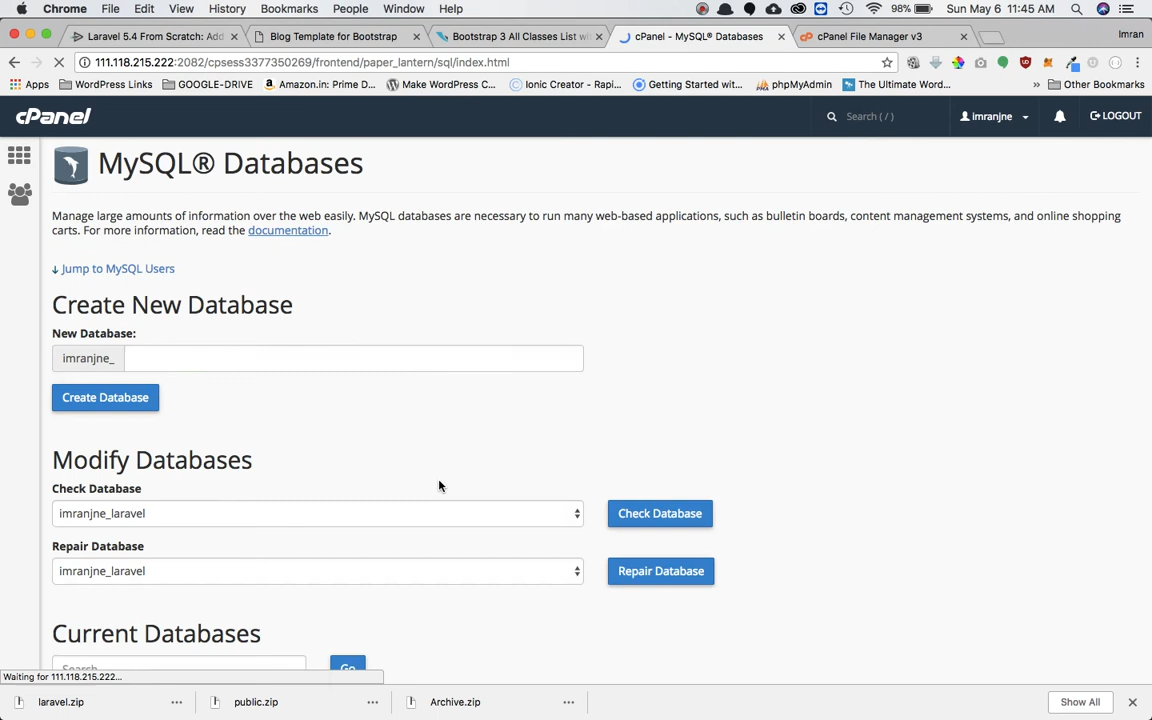 Chrome File Edit View History Bookmarks People Window Help 98% Sun May 6 11:45 AM
Laravel 5.4 From Scratch: Add Blog Template for Bootstrap Bootstrap 3 All Classes List wit cPanel - MySQL® Databases cPanel File Manager v3 Imran
111.118.215.222:2082/cpsess3377350269/frontend/paper_lantern/sql/index.html
Apps WordPress Links GOOGLE-DRIVE Amazon.in: Prime D... Make WordPress C... Ionic Creator - Rapi... Getting Started wit... phpMyAdmin The Ultimate Word... » Other Bookmarks
cPanel Search ( / ) imranjne LOGOUT
MySQL® Databases
Manage large amounts of information over the web easily. MySQL databases are necessary to run many web-based applications, such as bulletin boards, content management systems, and online shopping
carts. For more information, read the documentation.
Jump to MySQL Users
Create New Database
New Database:
imranjne_
Create Database
Modify Databases
Check Database
imranjne_laravel Check Database
Repair Database
imranjne_laravel Repair Database
Current Databases
Search Go
Waiting for 111.118.215.222...
laravel.zip public.zip Archive.zip Show All